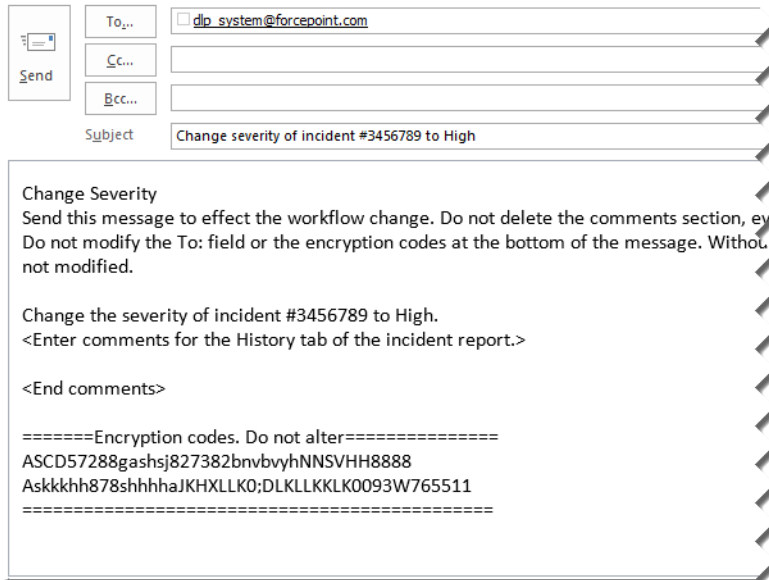 To...
dlp_system@forcepoint.com
Send
Cc...
Bcc...
Subject
Change severity of incident #3456789 to High
Change Severity
Send this message to effect the workflow change. Do not delete the comments section,
Do not modify the To: field or the encryption codes at the bottom of the message.
not modified.
Change the severity of incident #3456789 to High.
<Enter comments for the History tab of the incident report.>
<End comments>
=======Encryption codes. Do not alter===============
ASCD57288gashsj827382bnvbvyhNNSVHH8888
Askkkhh878shhhhaJKHXLLK0;DLKLLKKLK0093W765511
==============================================